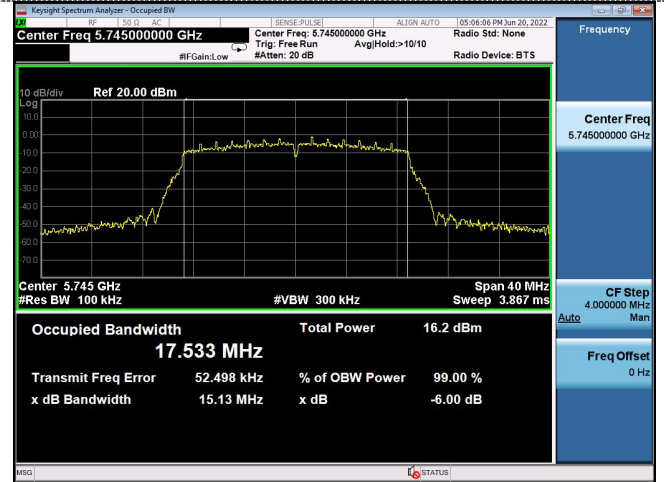 Keysight Spectrum Analyzer - Occupied BW
LXI RF 50 Ω AC SENSE:PULSE ALIGN AUTO 05:06:06 PM Jun 20, 2022
Center Freq 5.745000000 GHz
Center Freq: 5.745000000 GHz Radio Std: None
Trig: Free Run Avg|Hold:>10/10
#IFGain:Low #Atten: 20 dB Radio Device: BTS
Frequency
10 dB/div Ref 20.00 dBm
Log
10.0
0.00
-10.0
-20.0
-30.0
-40.0
-50.0
-60.0
-70.0
Center Freq
5.745000000 GHz
Center 5.745 GHz Span 40 MHz
#Res BW 100 kHz #VBW 300 kHz Sweep 3.867 ms
CF Step
4.000000 MHz
Auto Man
Occupied Bandwidth Total Power 16.2 dBm
17.533 MHz
Transmit Freq Error 52.498 kHz % of OBW Power 99.00 %
x dB Bandwidth 15.13 MHz x dB -6.00 dB
Freq Offset
0 Hz
MSG STATUS